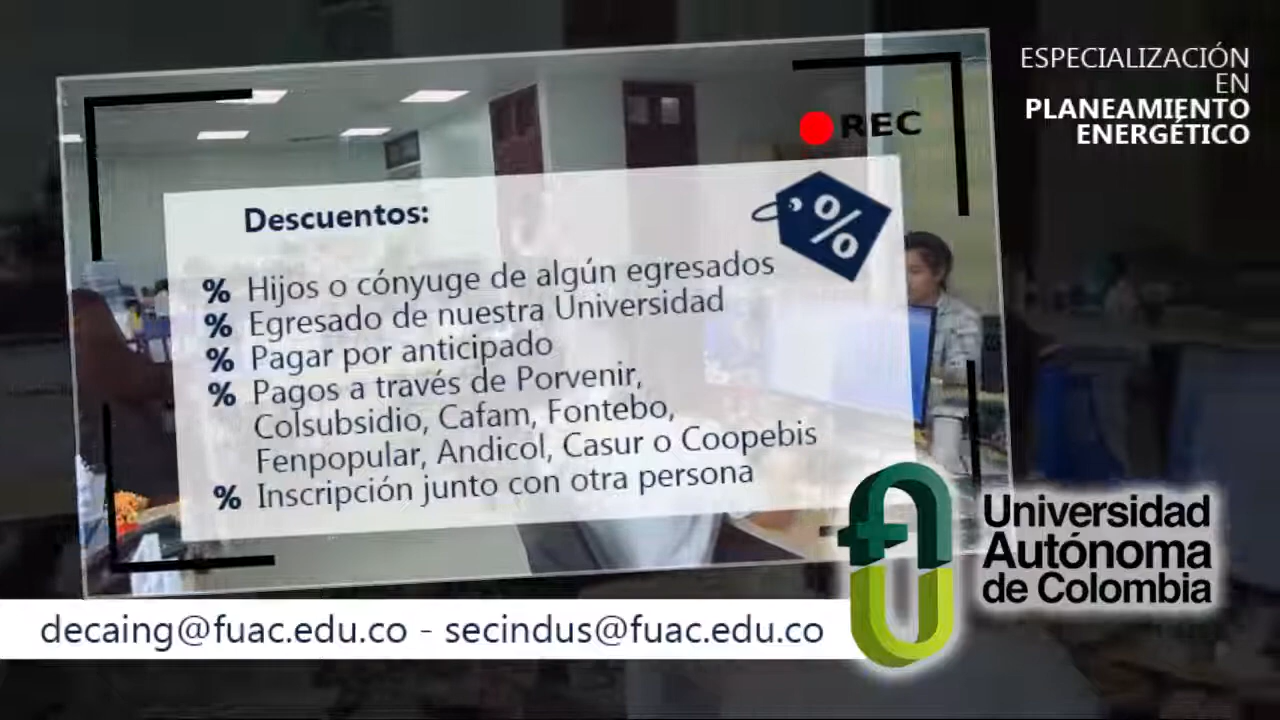 ESPECIALIZACIÓN
EN
PLANEAMIENTO
ENERGÉTICO
REC
%
Descuentos:
% Hijos o cónyuge de algún egresados
% Egresado de nuestra Universidad
% Pagar por anticipado
% Pagos a través de Porvenir,
Colsubsidio, Cafam, Fontebo,
Fenpopular, Andicol, Casur o Coopebis
% Inscripción junto con otra persona
Universidad
Autónoma
de Colombia
decaing@fuac.edu.co - secindus@fuac.edu.co